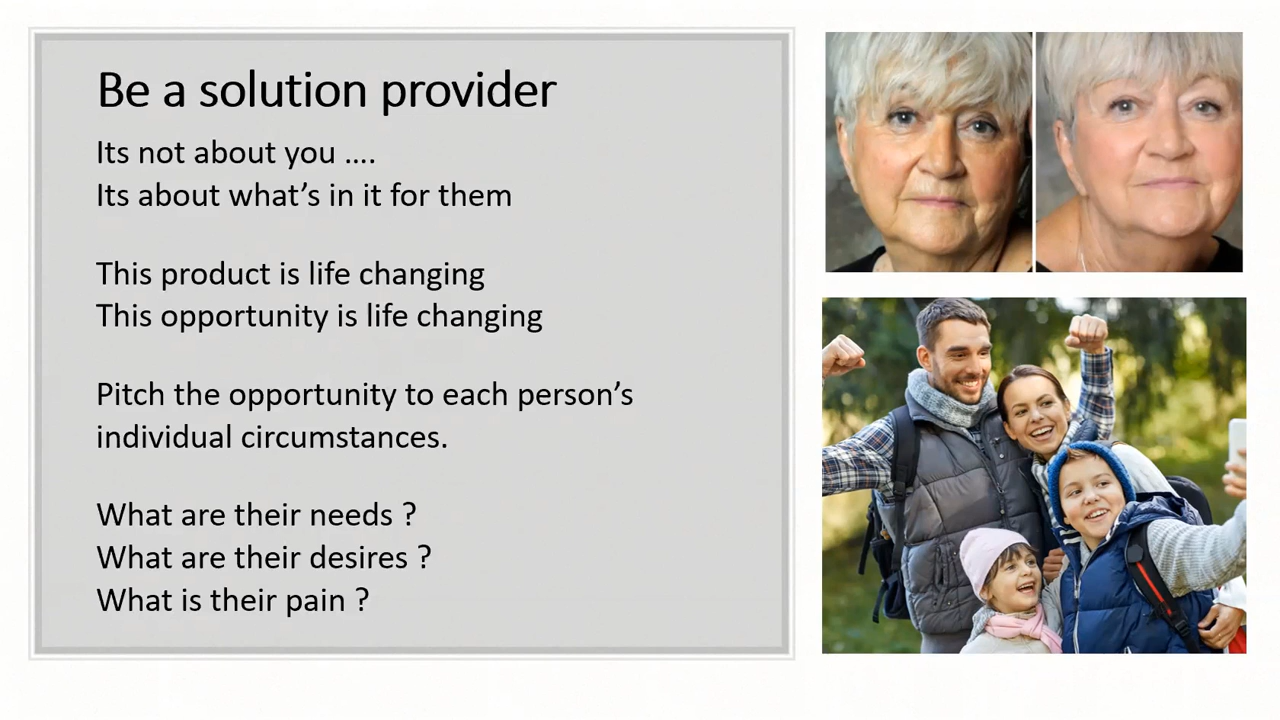 Be a solution provider
Its not about you ....
Its about what’s in it for them
This product is life changing
This opportunity is life changing
Pitch the opportunity to each person’s
individual circumstances.
What are their needs ?
What are their desires ?
What is their pain ?